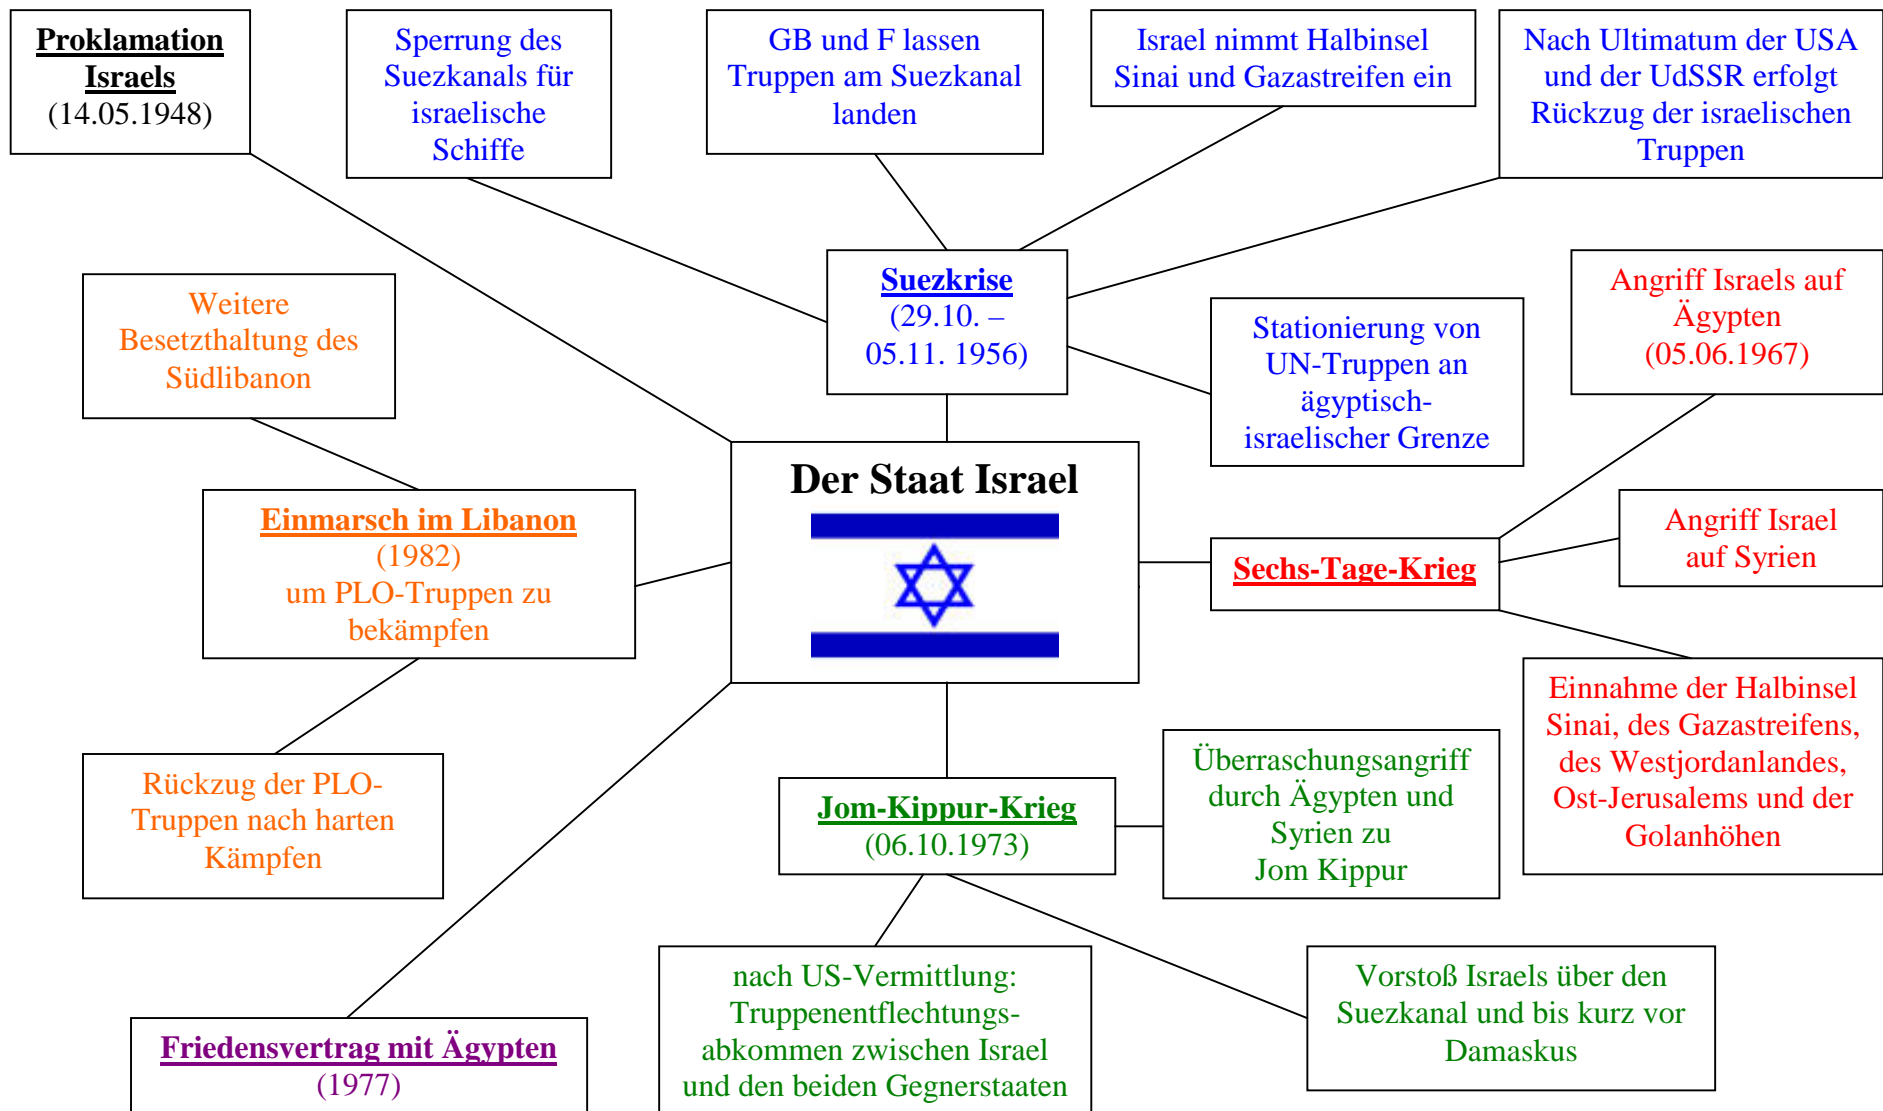 Proklamation
Israels
(14.05.1948)
Sperrung des
Suezkanals für
israelische
Schiffe
GB und F lassen
Truppen am Suezkanal
landen
Israel nimmt Halbinsel
Sinai und Gazastreifen ein
Nach Ultimatum der USA
und der UdSSR erfolgt
Rückzug der israelischen
Truppen
Suezkrise
(29.10. –
05.11. 1956)
Stationierung von
UN-Truppen an
ägyptisch-
israelischer Grenze
Angriff Israels auf
Ägypten
(05.06.1967)
Weitere
Besetzthaltung des
Südlibanon
Der Staat Israel
Einmarsch im Libanon
(1982)
um PLO-Truppen zu
bekämpfen
Sechs-Tage-Krieg
Angriff Israel
auf Syrien
Einnahme der Halbinsel
Sinai, des Gazastreifens,
des Westjordanlandes,
Ost-Jerusalems und der
Golanhöhen
Rückzug der PLO-
Truppen nach harten
Kämpfen
Jom-Kippur-Krieg
(06.10.1973)
Überraschungsangriff
durch Ägypten und
Syrien zu
Jom Kippur
Friedensvertrag mit Ägypten
(1977)
nach US-Vermittlung:
Truppenentflechtungs-
abkommen zwischen Israel
und den beiden Gegnerstaaten
Vorstoß Israels über den
Suezkanal und bis kurz vor
Damaskus